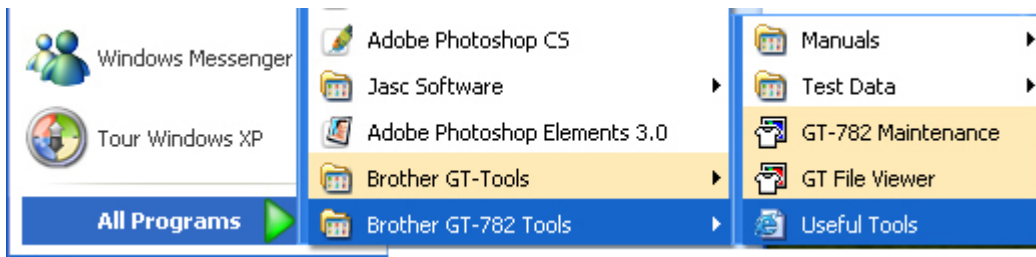 Windows Messenger
Tour Windows XP
All Programs
Adobe Photoshop CS
Jasc Software
Adobe Photoshop Elements 3.0
Brother GT-Tools
Brother GT-782 Tools
Manuals
Test Data
GT-782 Maintenance
GT File Viewer
Useful Tools